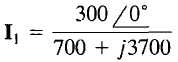 I₁ = 300 ∠0° / 700 + j3700